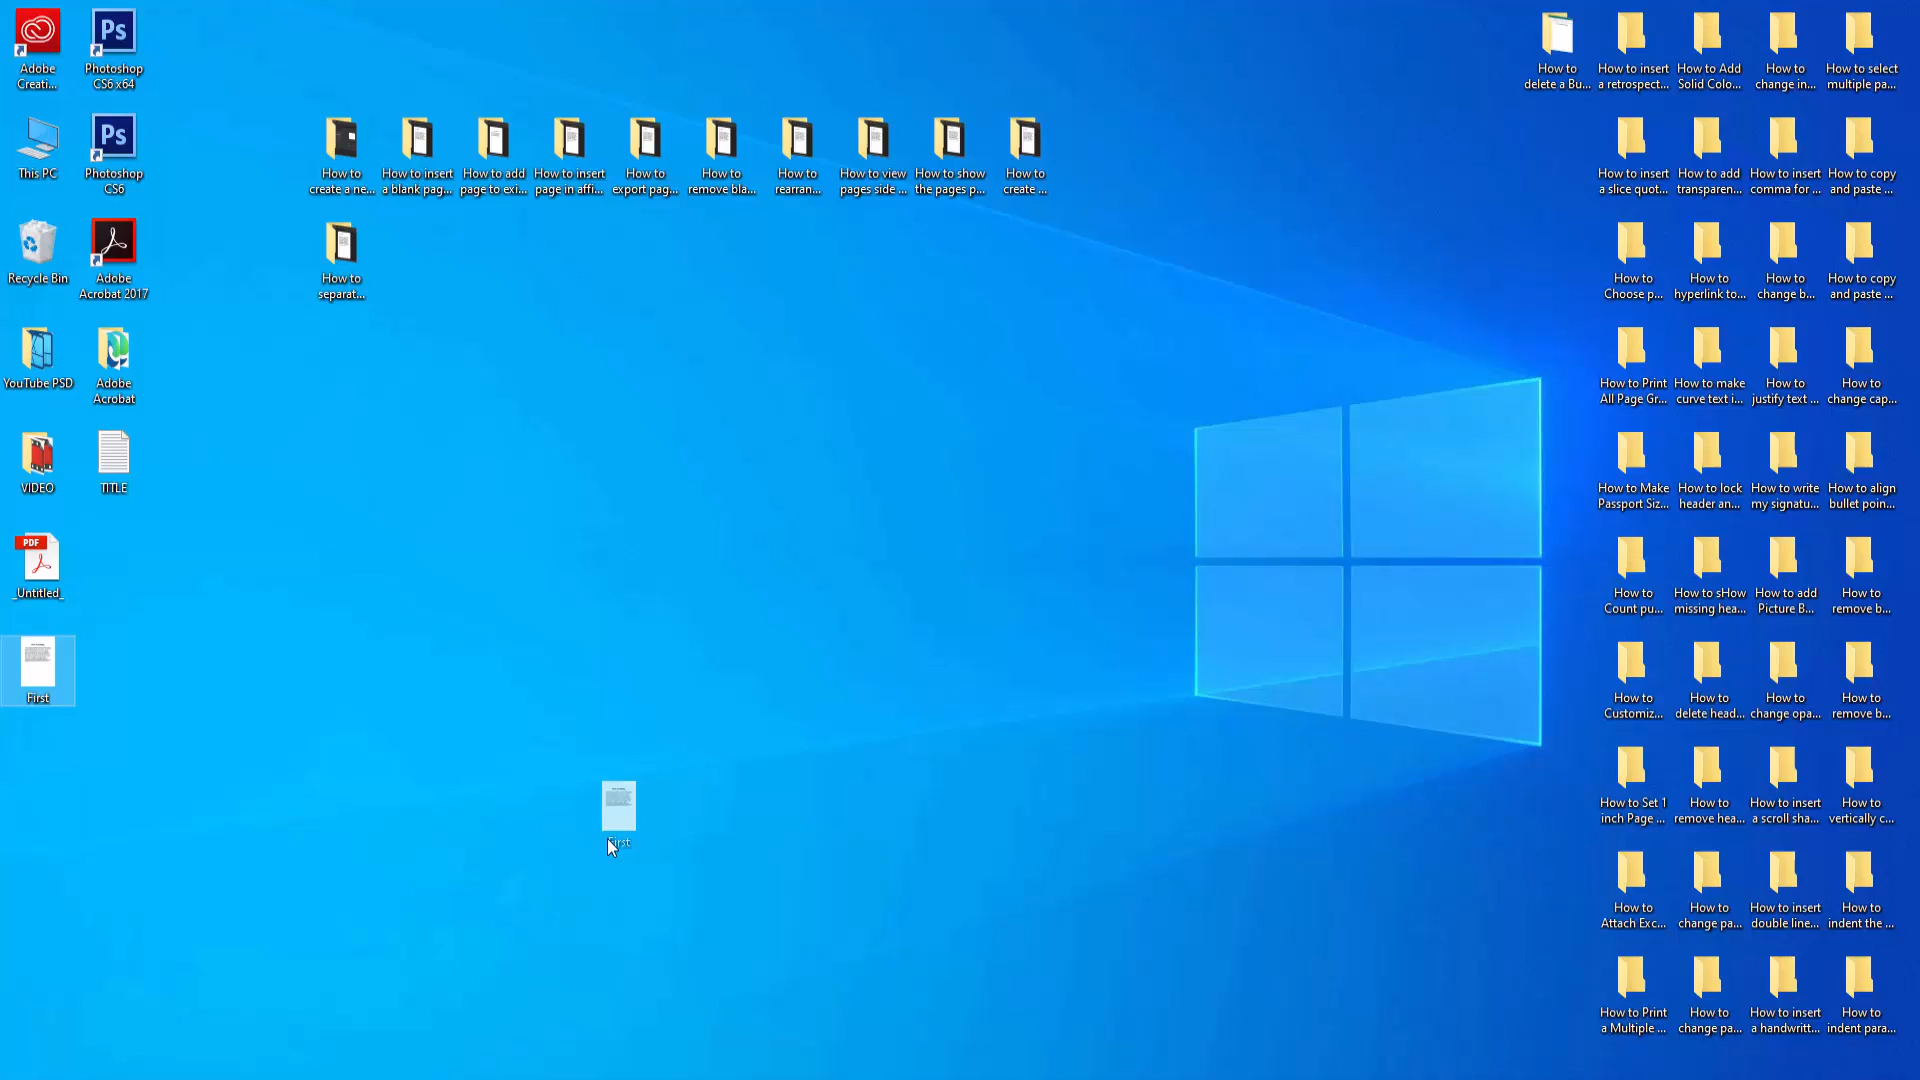 Adobe
Creati...
Photoshop
CS6 x64
This PC
Photoshop
CS6
Recycle Bin
Adobe
Acrobat 2017
YouTube PSD
Adobe
Acrobat
VIDEO
TITLE
PDF
_Untitled_
First
How to
create a ne...
How to insert
a blank pag...
How to add
page to exi...
How to insert
page in affi...
How to
export pag...
How to
remove bla...
How to
rearran...
How to view
pages side ...
How to show
the pages p...
How to
create ...
How to
separat...
First
How to
delete a Bu...
How to insert
a retrospect...
How to Add
Solid Colo...
How to
change in...
How to select
multiple pa...
How to insert
a slice quot...
How to add
transparen...
How to insert
comma for ...
How to copy
and paste ...
How to
Choose p...
How to
hyperlink to...
How to
change b...
How to copy
and paste ...
How to Print
All Page Gr...
How to make
curve text i...
How to
justify text ...
How to
change cap...
How to Make
Passport Siz...
How to lock
header an...
How to write
my signatu...
How to align
bullet poin...
How to
Count pu...
How to sHow
missing hea...
How to add
Picture B...
How to
remove b...
How to
Customiz...
How to
delete head...
How to
change opa...
How to
remove b...
How to Set 1
inch Page ...
How to
remove hea...
How to insert
a scroll sha...
How to
vertically c...
How to
Attach Exc...
How to
change pa...
How to insert
double line...
How to
indent the ...
How to Print
a Multiple ...
How to
change pa...
How to insert
a handwritt...
How to
indent para...